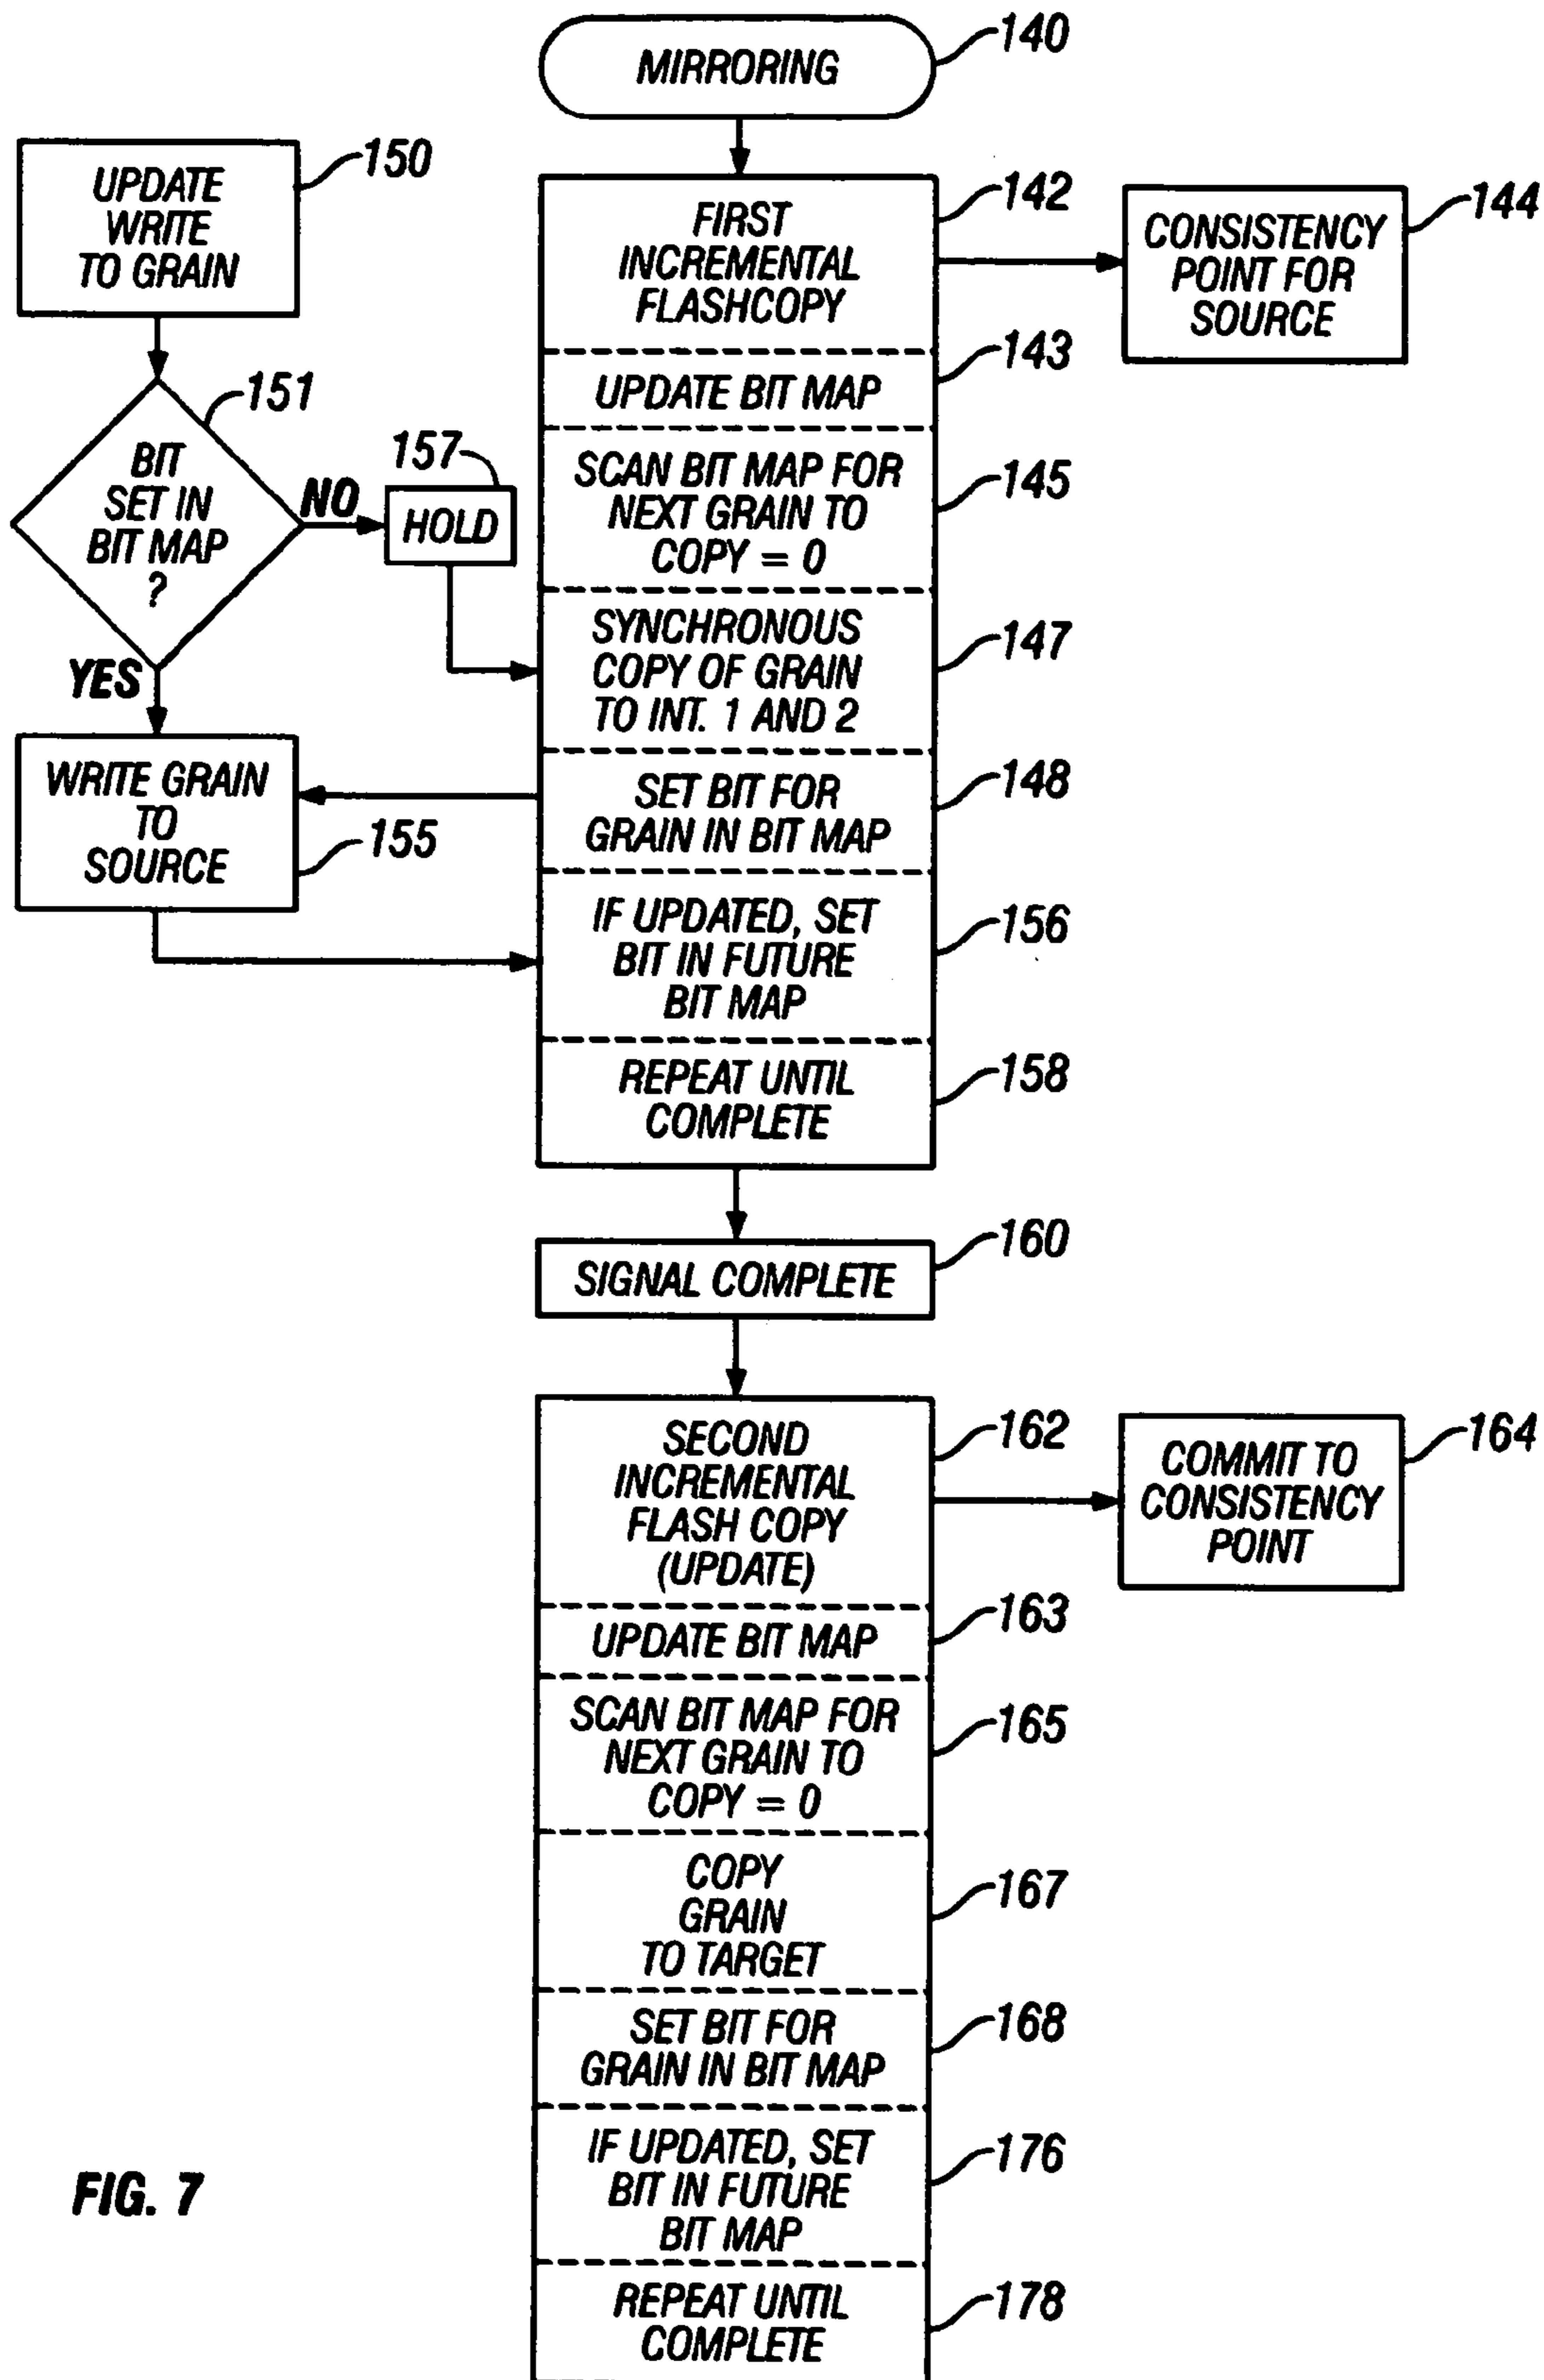 MIRRORING
140
UPDATE
WRITE
TO GRAIN
150
BIT
SET IN
BIT MAP
?
151
NO
YES
157
HOLD
WRITE GRAIN
TO
SOURCE
155
FIRST
INCREMENTAL
FLASHCOPY
142
CONSISTENCY
POINT FOR
SOURCE
144
UPDATE BIT MAP
143
SCAN BIT MAP FOR
NEXT GRAIN TO
COPY = 0
145
SYNCHRONOUS
COPY OF GRAIN
TO INT. 1 AND 2
147
SET BIT FOR
GRAIN IN BIT MAP
148
IF UPDATED, SET
BIT IN FUTURE
BIT MAP
156
REPEAT UNTIL
COMPLETE
158
SIGNAL COMPLETE
160
SECOND
INCREMENTAL
FLASH COPY
(UPDATE)
162
COMMIT TO
CONSISTENCY
POINT
164
UPDATE BIT MAP
163
SCAN BIT MAP FOR
NEXT GRAIN TO
COPY = 0
165
COPY
GRAIN
TO TARGET
167
SET BIT FOR
GRAIN IN BIT MAP
168
IF UPDATED, SET
BIT IN FUTURE
BIT MAP
176
REPEAT UNTIL
COMPLETE
178
FIG. 7